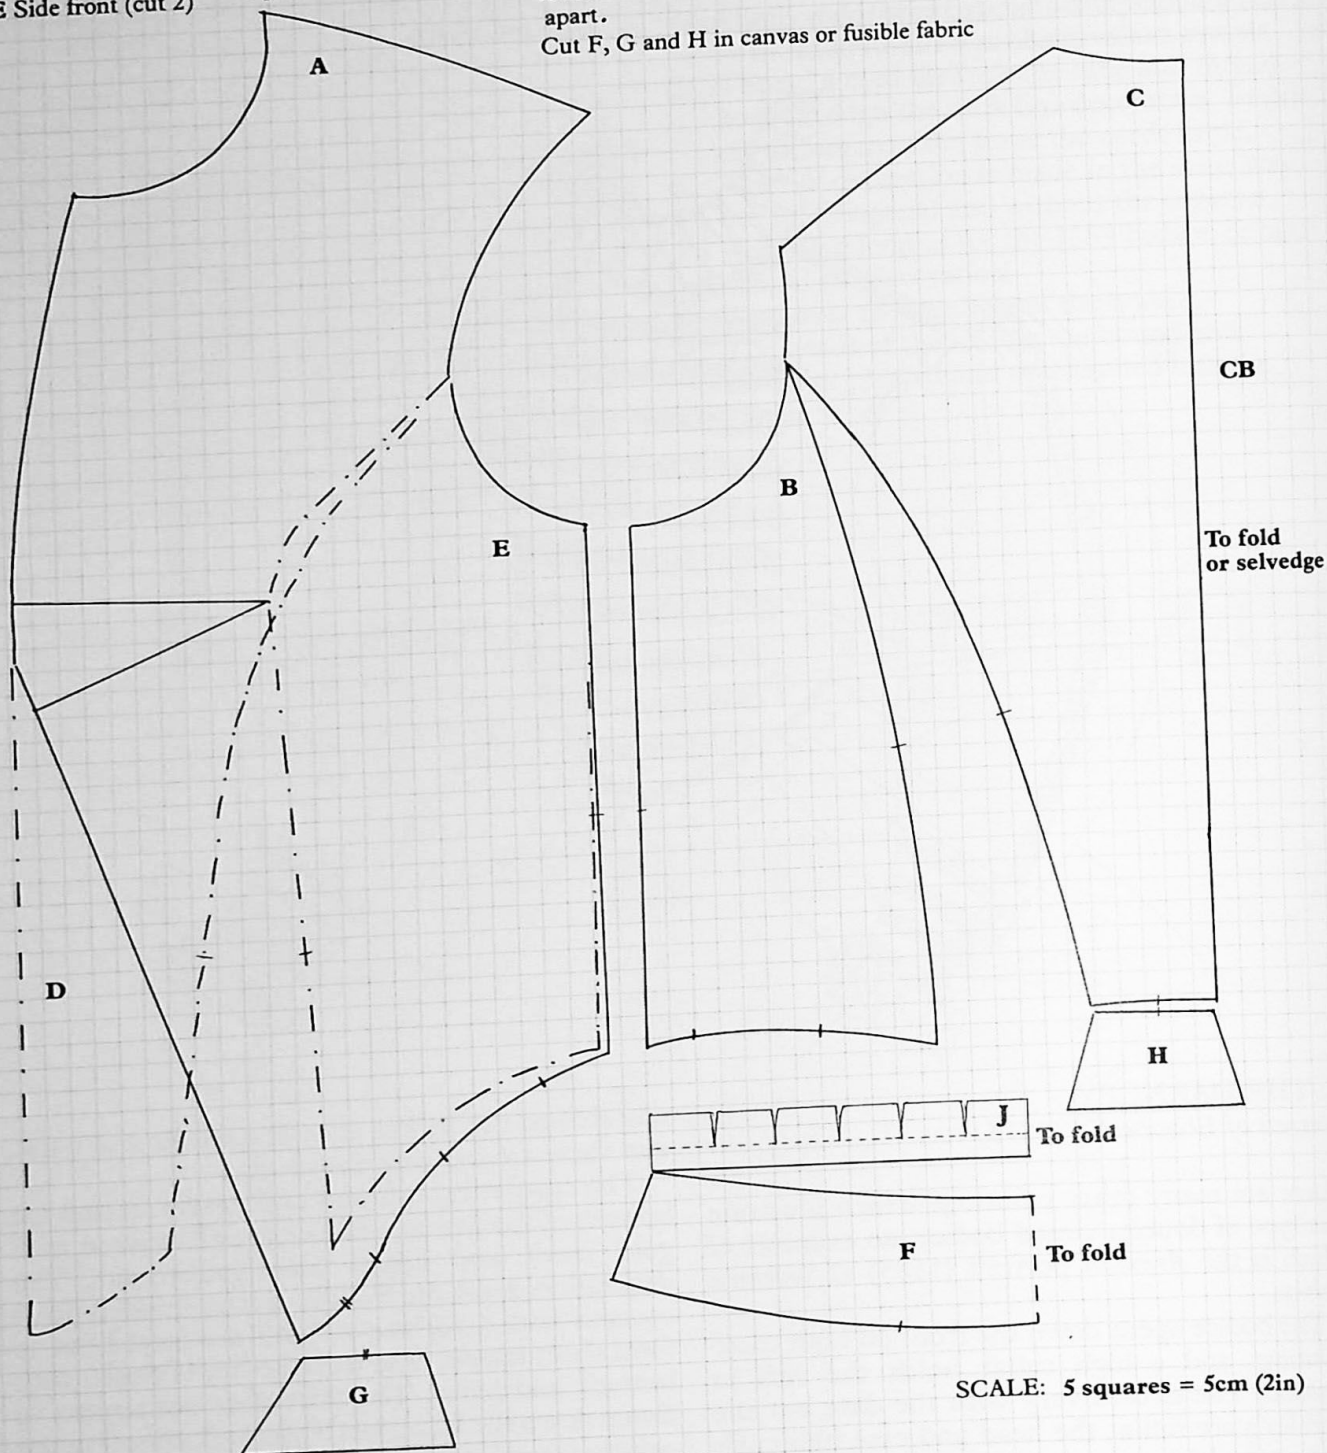 E Side front (cut 2)
apart.
Cut F, G and H in canvas or fusible fabric
A
C
CB
B
To fold
or selvedge
E
D
H
J
To fold
F
To fold
SCALE: 5 squares = 5cm (2in)
G